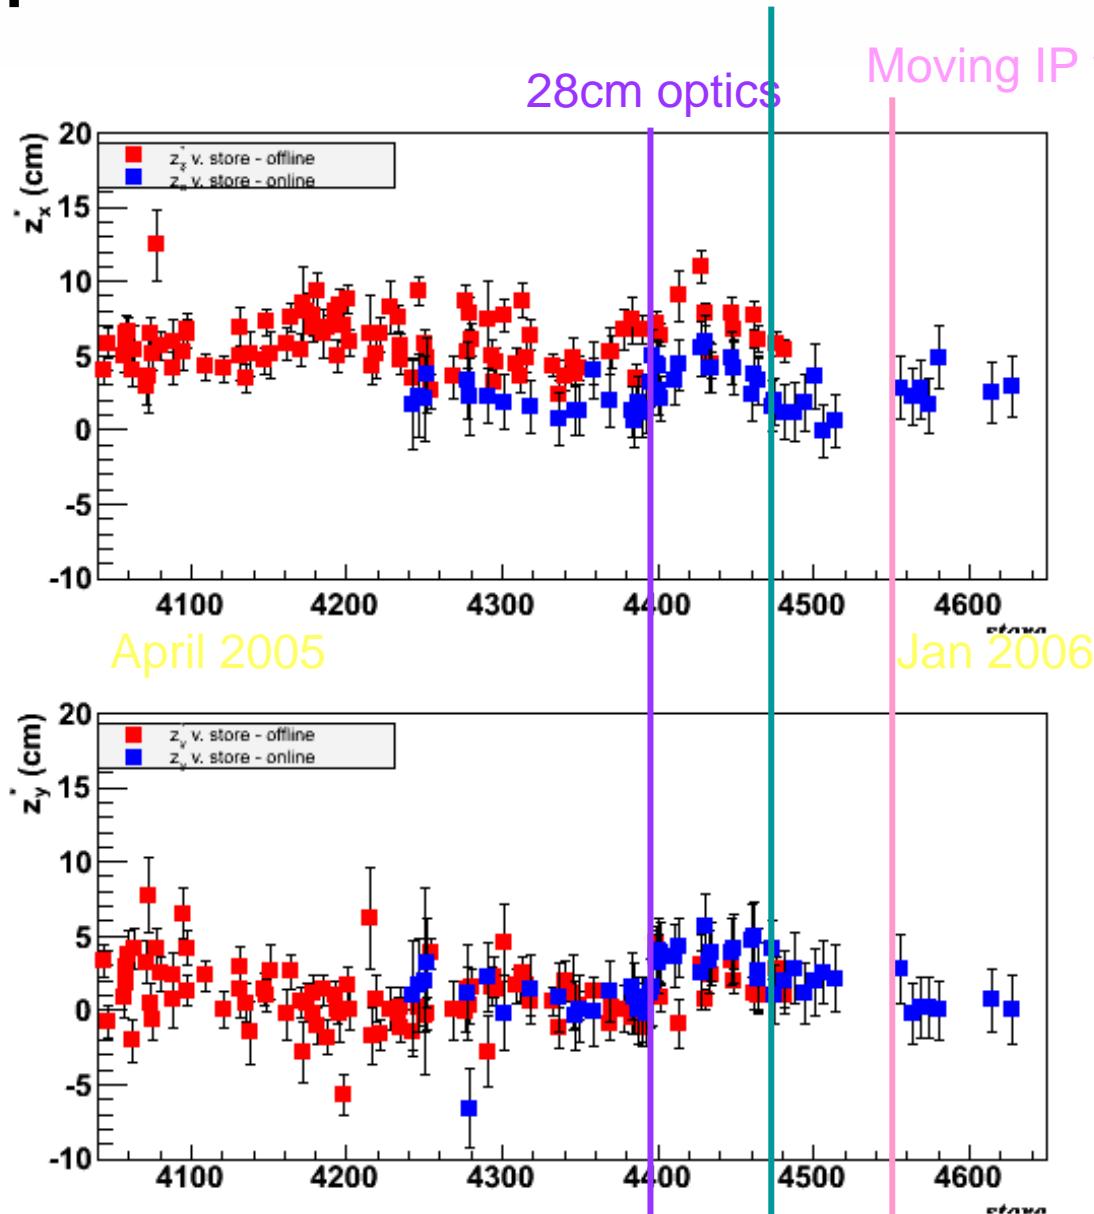 Moving IP
28cm optics
20
15
10
5
0
-5
-10
z*x (cm)
z*x v. store - offline
z*x v. store - online
4100 4200 4300 4400 4500 4600
April 2005
Jan 2006
20
15
10
5
0
-5
-10
z*y (cm)
z*y v. store - offline
z*y v. store - online
4100 4200 4300 4400 4500 4600